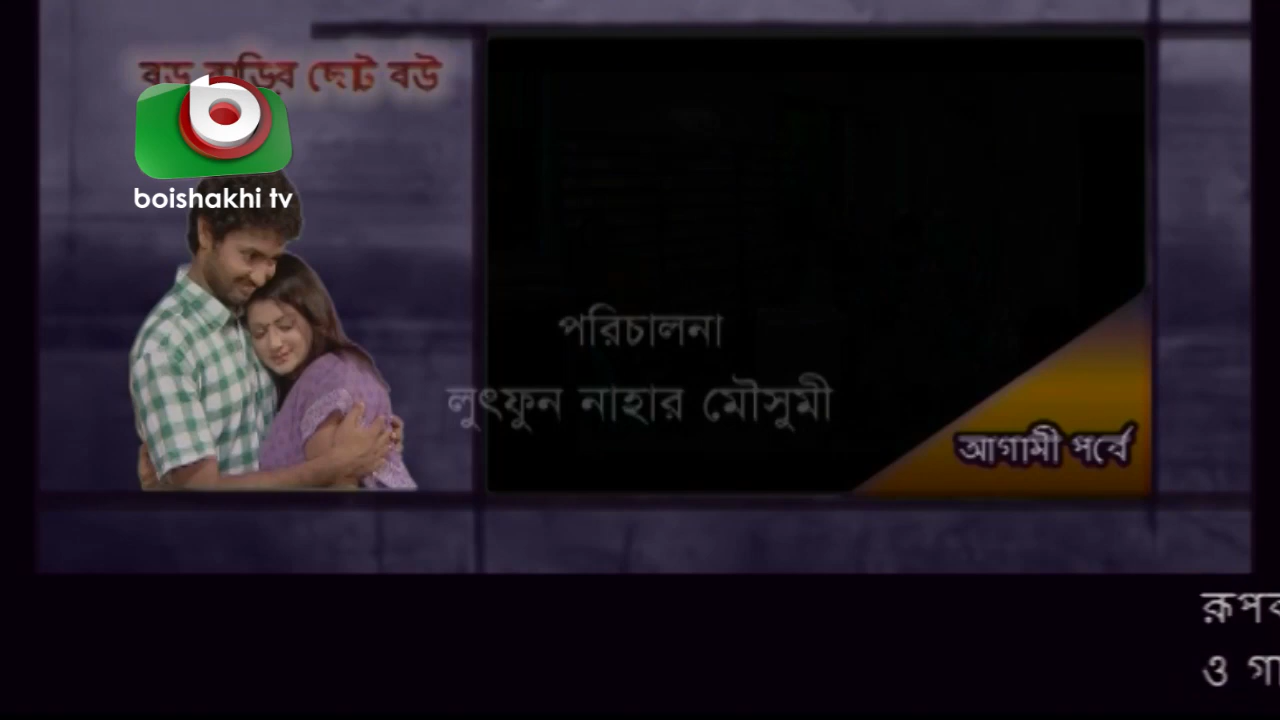 বড় বাড়ির ছোট বউ
boishakhi tv
পরিচালনা
লুৎফুন নাহার মৌসুমী
আগামী পর্বে
ও